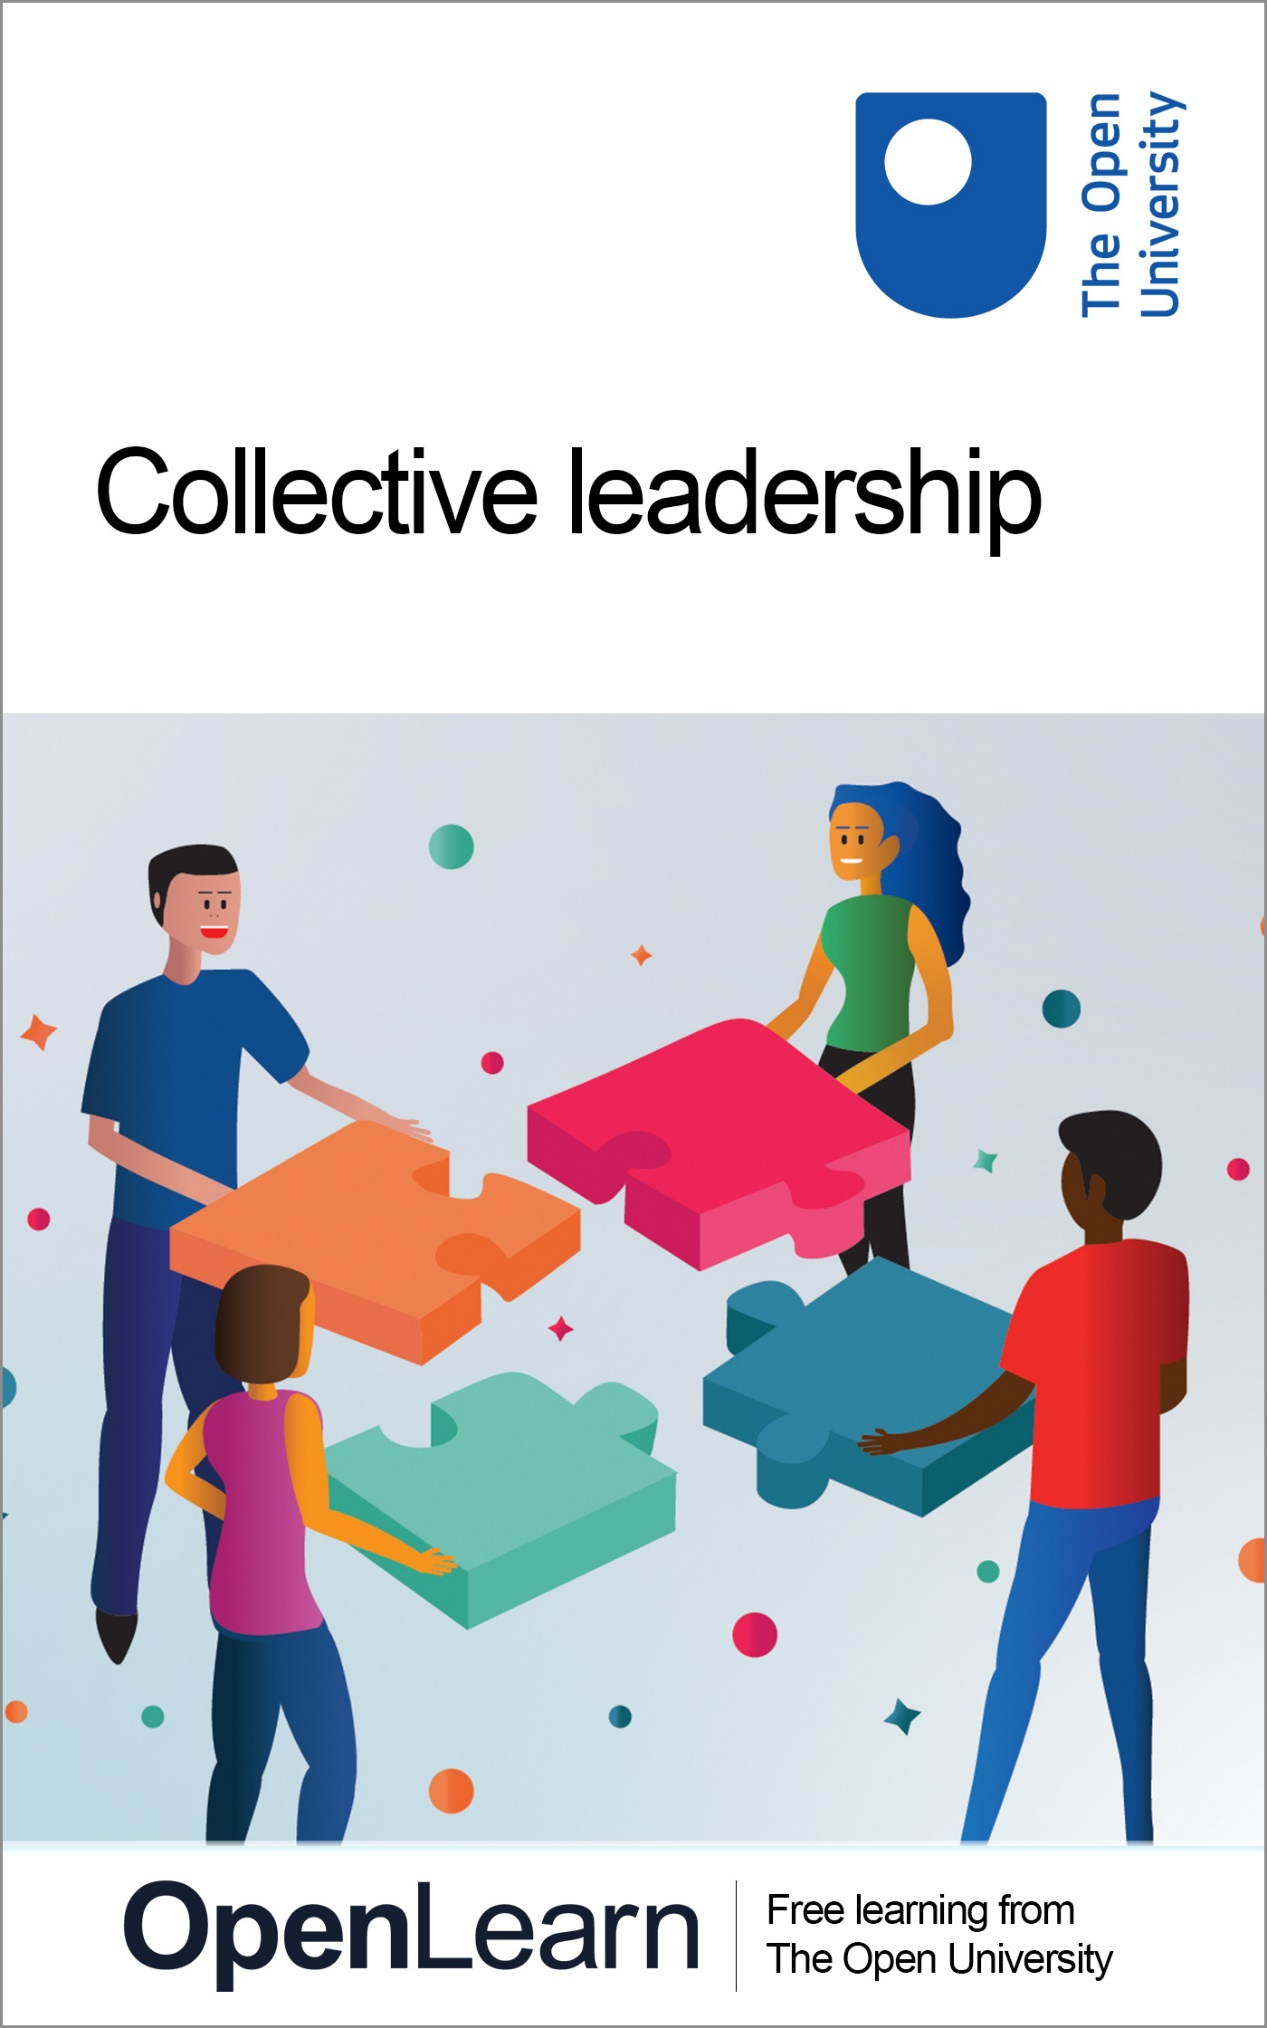 The Open
University
Collective leadership
OpenLearn
Free learning from
The Open University